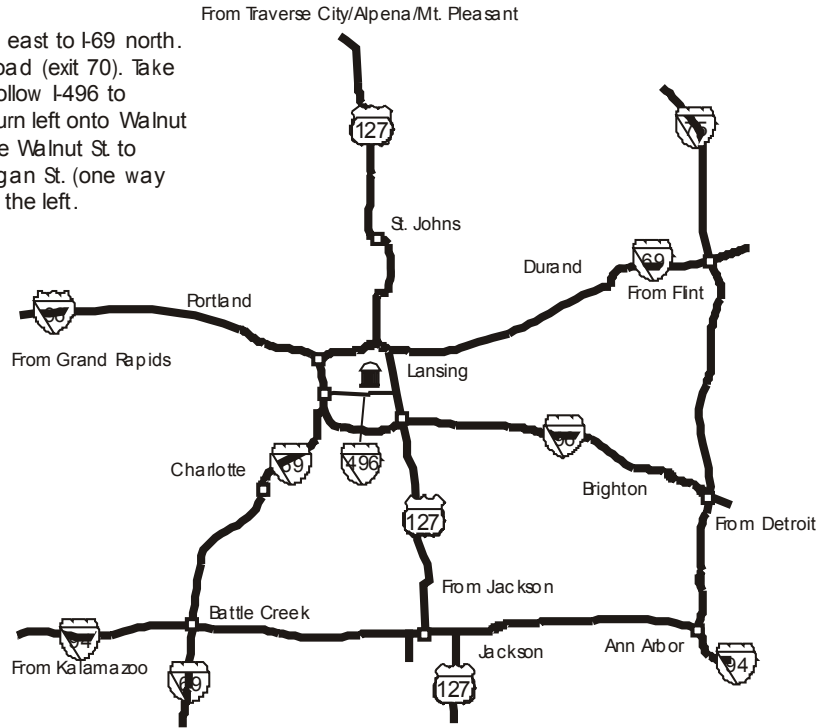 From Traverse City/Alpena/Mt. Pleasant
east to I-69 north.
oad (exit 70). Take
ollow I-496 to
urn left onto Walnut
e Walnut St. to
gan St. (one way
the left.
127
75
St. Johns
Durand
69
From Flint
Portland
96
From Grand Rapids
Lansing
Charlotte
69
496
96
Brighton
127
From Detroit
From Jackson
Battle Creek
94
From Kalamazoo
Jackson
Ann Arbor
94
69
127